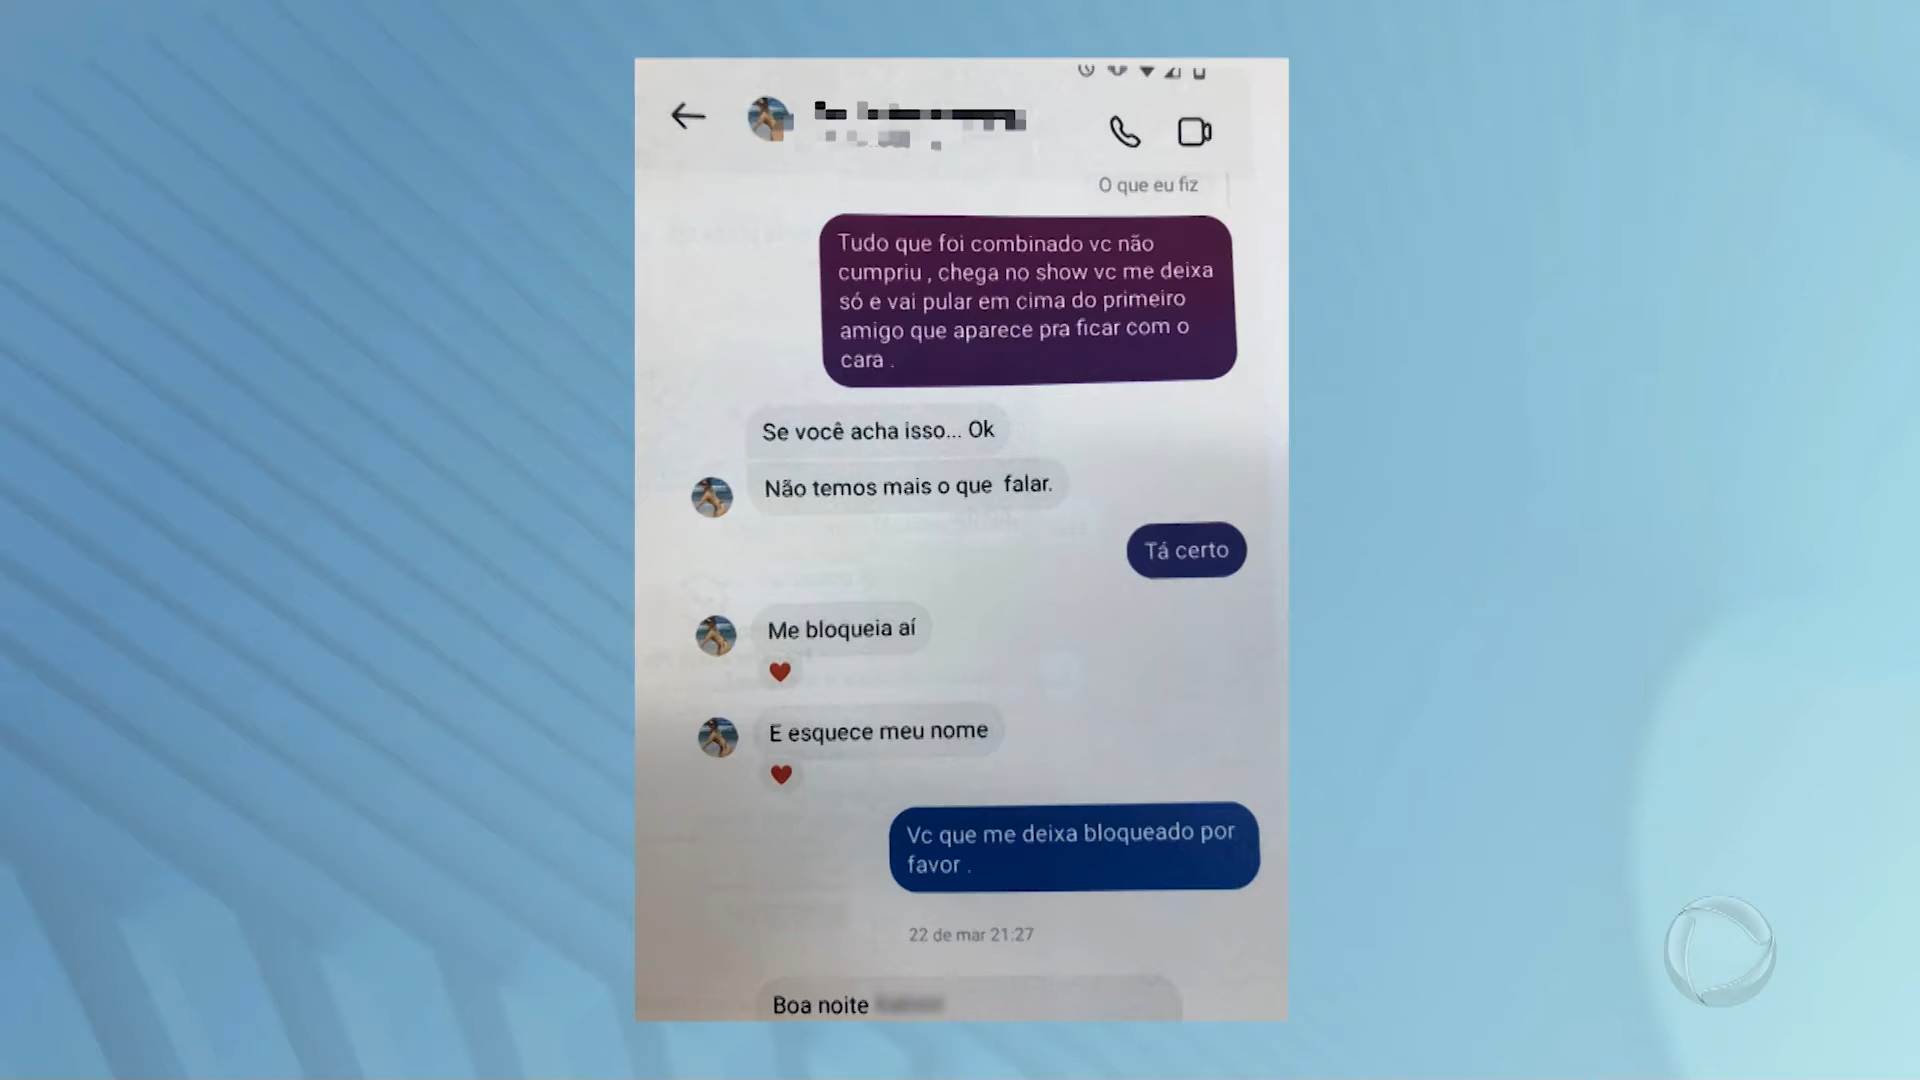 O que eu fiz
Tudo que foi combinado vc não
cumpriu , chega no show vc me deixa
só e vai pular em cima do primeiro
amigo que aparece pra ficar com o
cara .
Se você acha isso... Ok
Não temos mais o que falar.
Tá certo
Me bloqueia aí
E esquece meu nome
Vc que me deixa bloqueado por
favor .
22 de mar 21:27
Boa noite